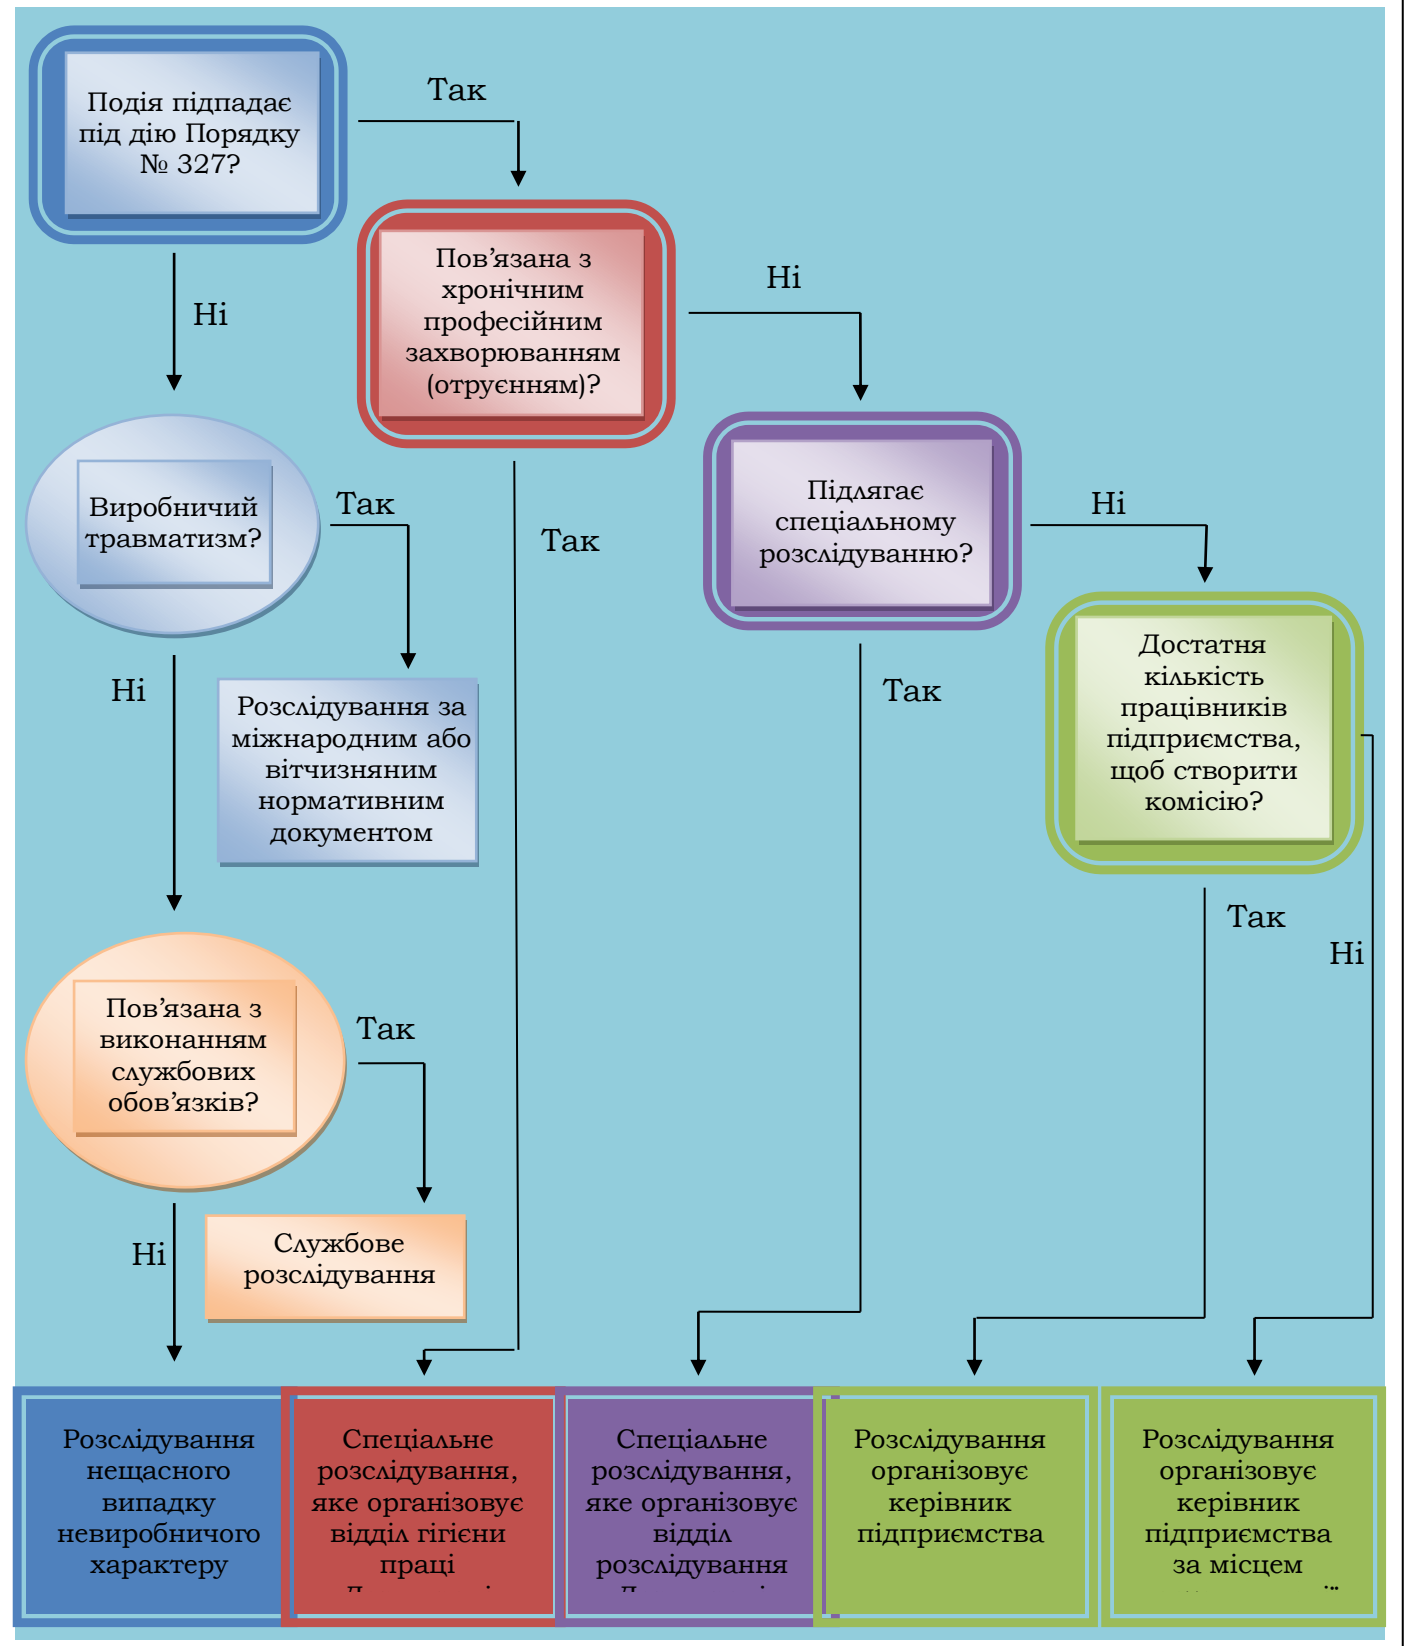 Подія підпадає
під дію Порядку
№ 327?
Так
Пов’язана з
хронічним
професійним
захворюванням
(отруєнням)?
Ні
Ні
Виробничий
травматизм?
Так
Так
Підлягає
спеціальному
розслідуванню?
Ні
Достатня
кількість
працівників
підприємства,
щоб створити
комісію?
Ні
Розслідування за
міжнародним або
вітчизняним
нормативним
документом
Так
Так
Ні
Пов’язана з
виконанням
службових
обов’язків?
Так
Ні
Службове
розслідування
Розслідування
нещасного
випадку
невиробничого
характеру
Спеціальне
розслідування,
яке організовує
відділ гігієни
праці
Спеціальне
розслідування,
яке організовує
відділ
розслідування
Розслідування
організовує
керівник
підприємства
Розслідування
організовує
керівник
підприємства
за місцем